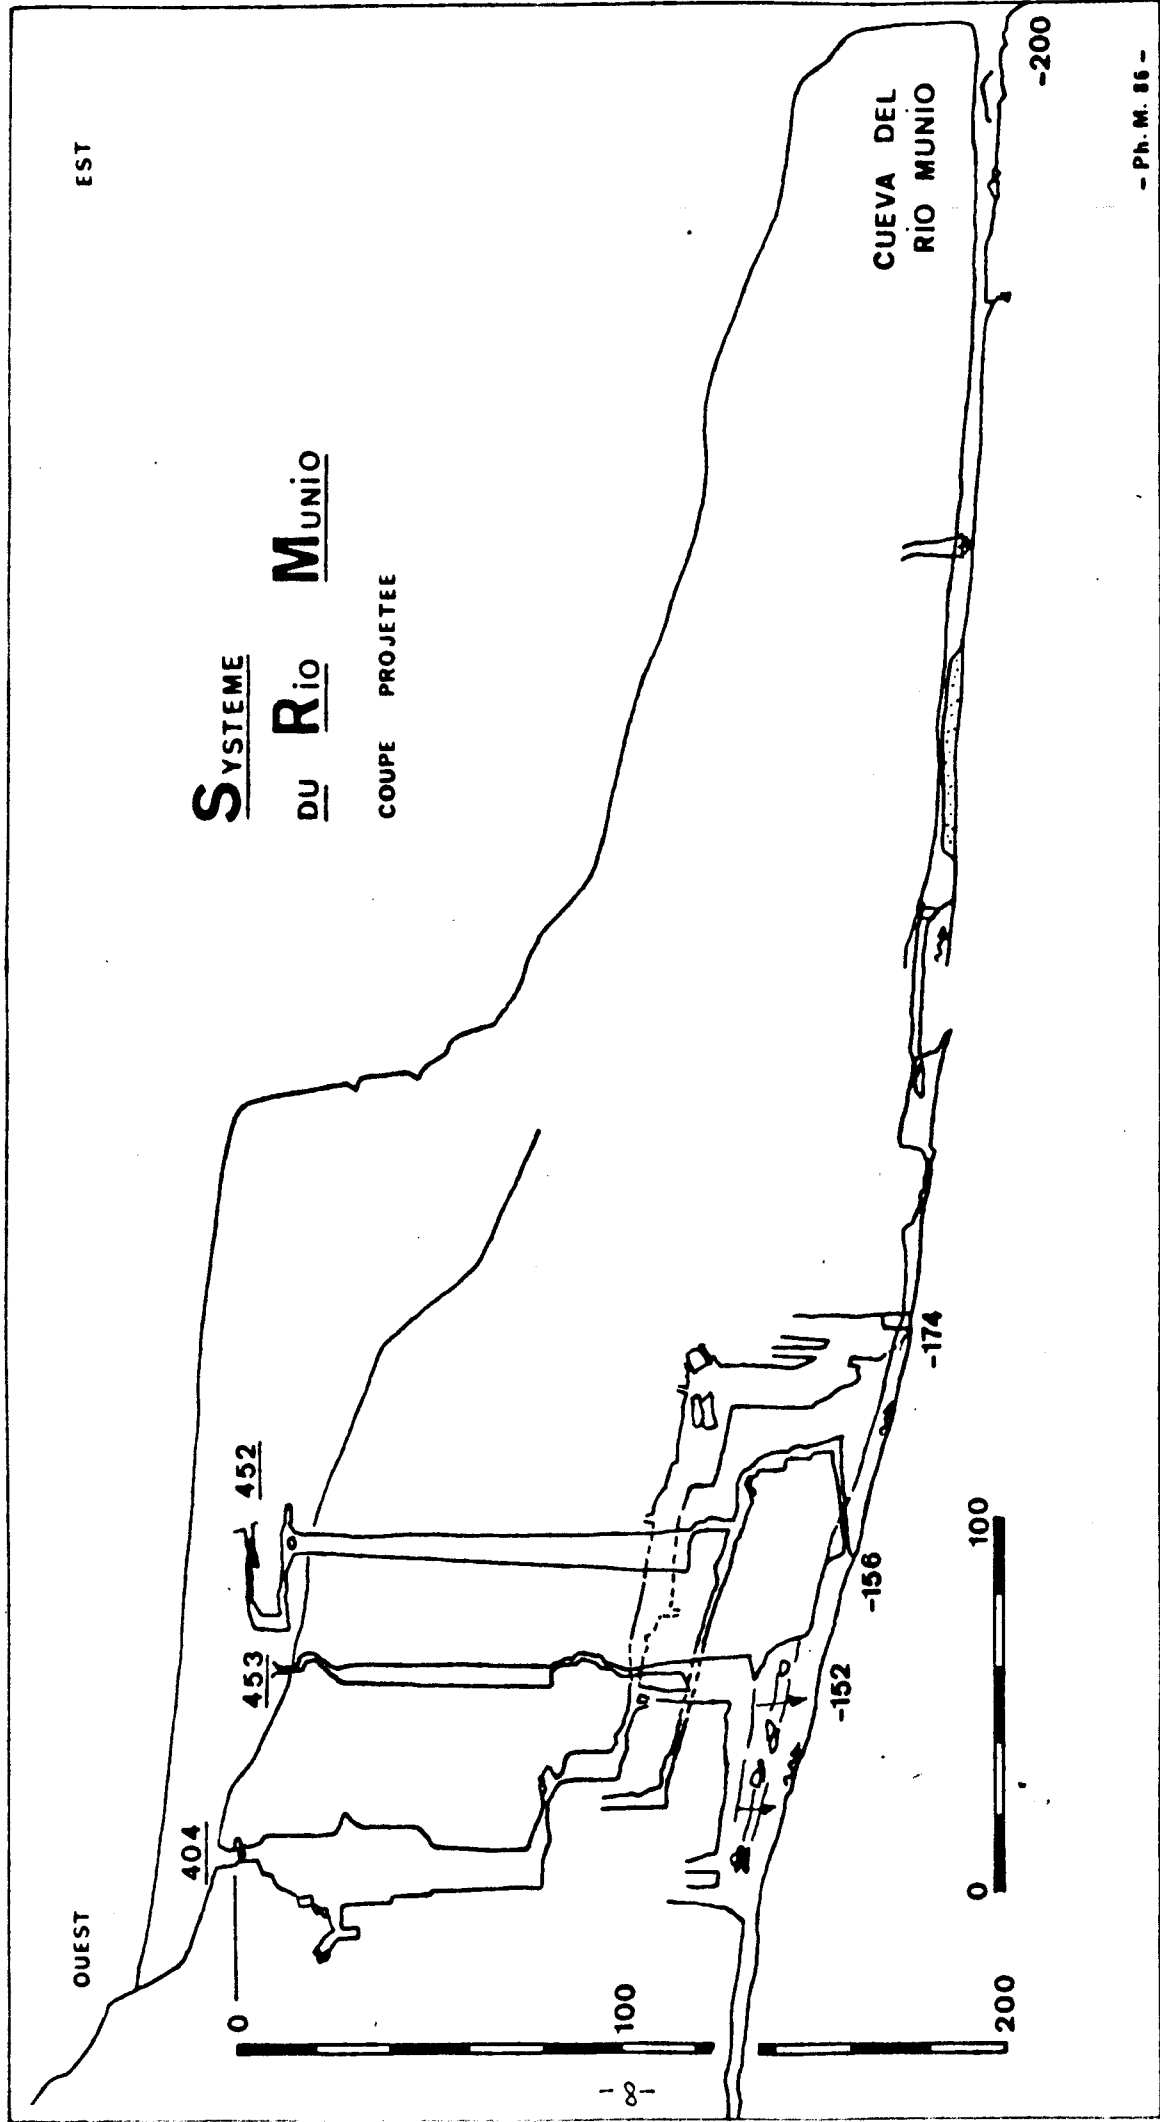 OUEST
EST
SYSTEME
DU RiO MUNiO
COUPE PROJETEE
404
453
452
CUEVA DEL
RiO MUNiO
0
100
200
-152
-156
-174
-200
0
100
-8-
- Ph. M. 86 -